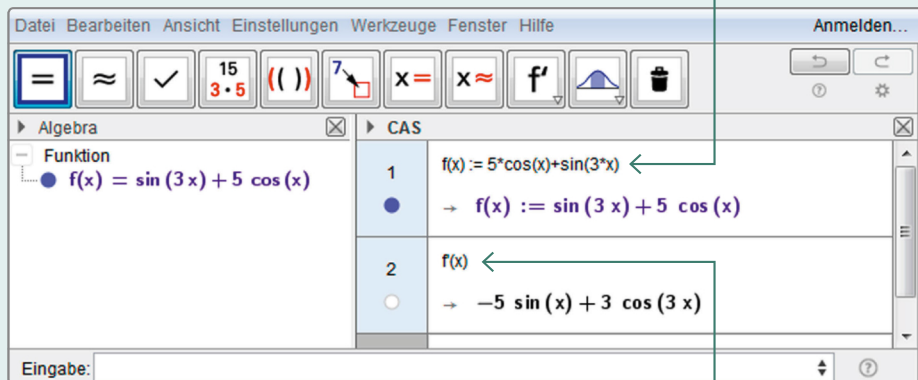 Datei Bearbeiten Ansicht Einstellungen Werkzeuge Fenster Hilfe Anmelden...
= ≈ ✓ 15 3·5 (( )) 7 x= x≈ f'
Algebra
Funktion
f(x) = sin (3 x) + 5 cos (x)
CAS
1
f(x) := 5*cos(x)+sin(3*x)
→ f(x) := sin (3 x) + 5 cos (x)
2
f'(x)
→ −5 sin (x) + 3 cos (3 x)
Eingabe: